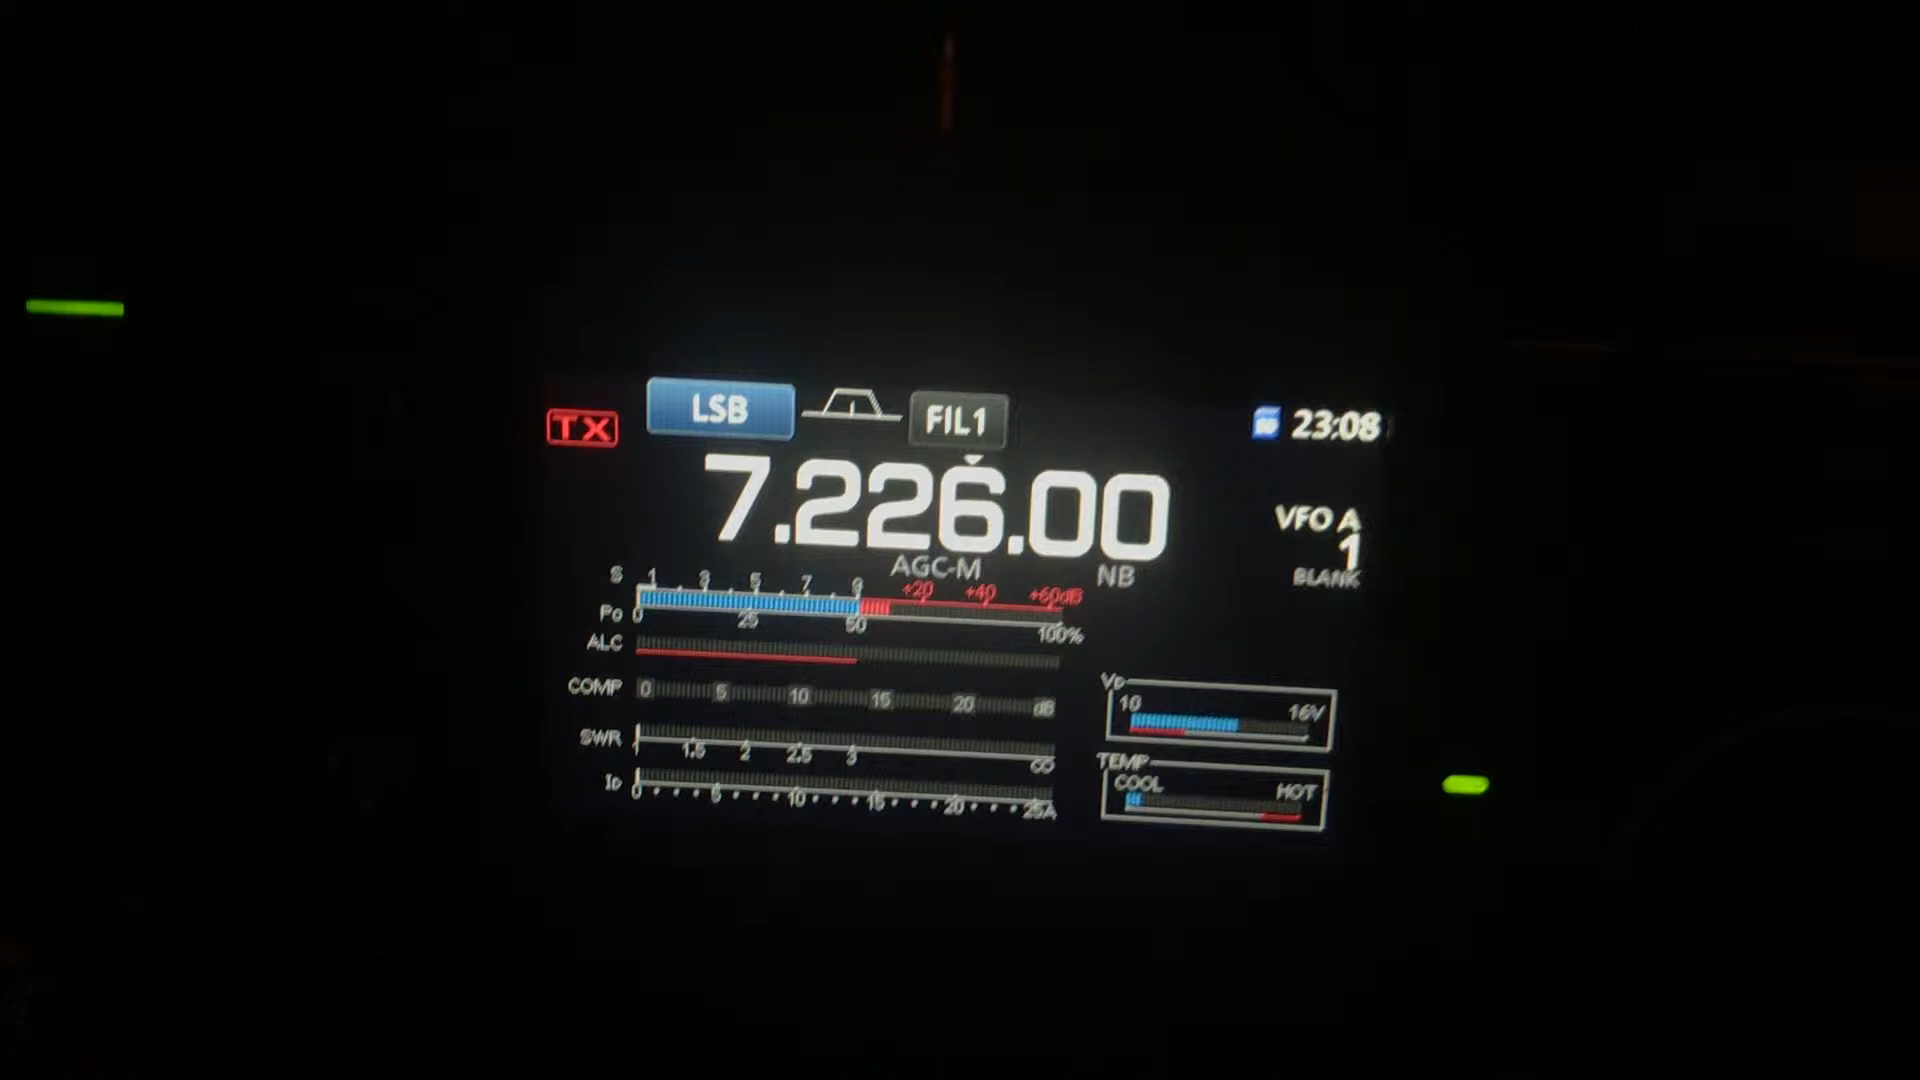 TX LSB FIL1 23:08
7.226.00 VFO A
1
AGC-M NB BLANK
S 1 3 5 7 9 +20 +40 +60dB
Po 0 25 50 100%
ALC
COMP 0 5 10 15 20 dB
VD
10 16V
SWR 1 1.5 2 2.5 3 ∞
TEMP
COOL HOT
ID 0 5 10 15 20 25A